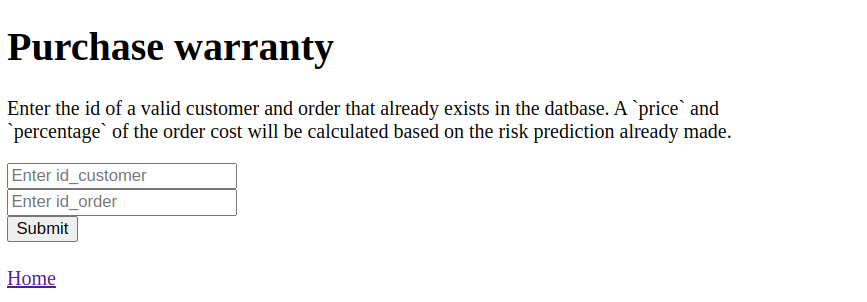 Purchase warranty
Enter the id of a valid customer and order that already exists in the datbase. A `price` and
`percentage` of the order cost will be calculated based on the risk prediction already made.
Enter id_customer
Enter id_order
Submit
Home